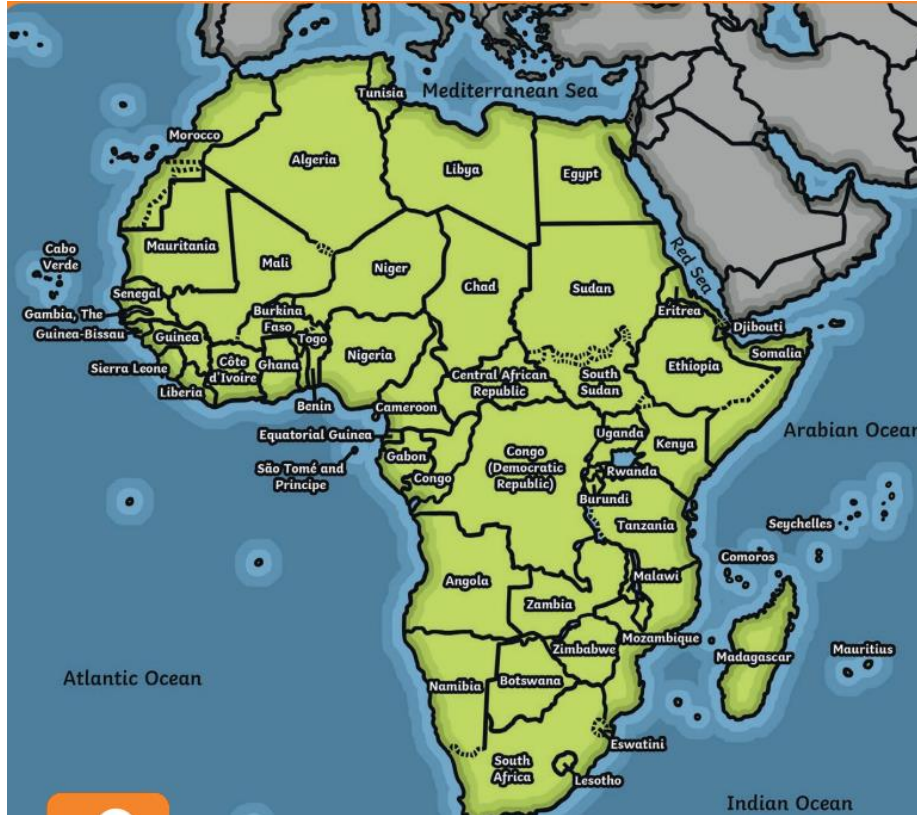 Mediterranean Sea
Tunisia
Morocco
Algeria
Libya
Egypt
Cabo
Verde
Mauritania
Mali
Niger
Chad
Sudan
Red Sea
Senegal
Eritrea
Gambia, The
Burkina
Faso
Djibouti
Guinea-Bissau
Guinea
Togo
Nigeria
Somalia
Sierra Leone
Côte
d'Ivoire
Ghana
Central African
Republic
South
Sudan
Ethiopia
Liberia
Benin
Cameroon
Equatorial Guinea
Uganda
Kenya
Arabian Ocean
Gabon
Congo
(Democratic
Republic)
Rwanda
São Tomé and
Principe
Congo
Burundi
Tanzania
Seychelles
Comoros
Angola
Malawi
Zambia
Mozambique
Zimbabwe
Madagascar
Mauritius
Atlantic Ocean
Namibia
Botswana
Eswatini
South
Africa
Lesotho
Indian Ocean